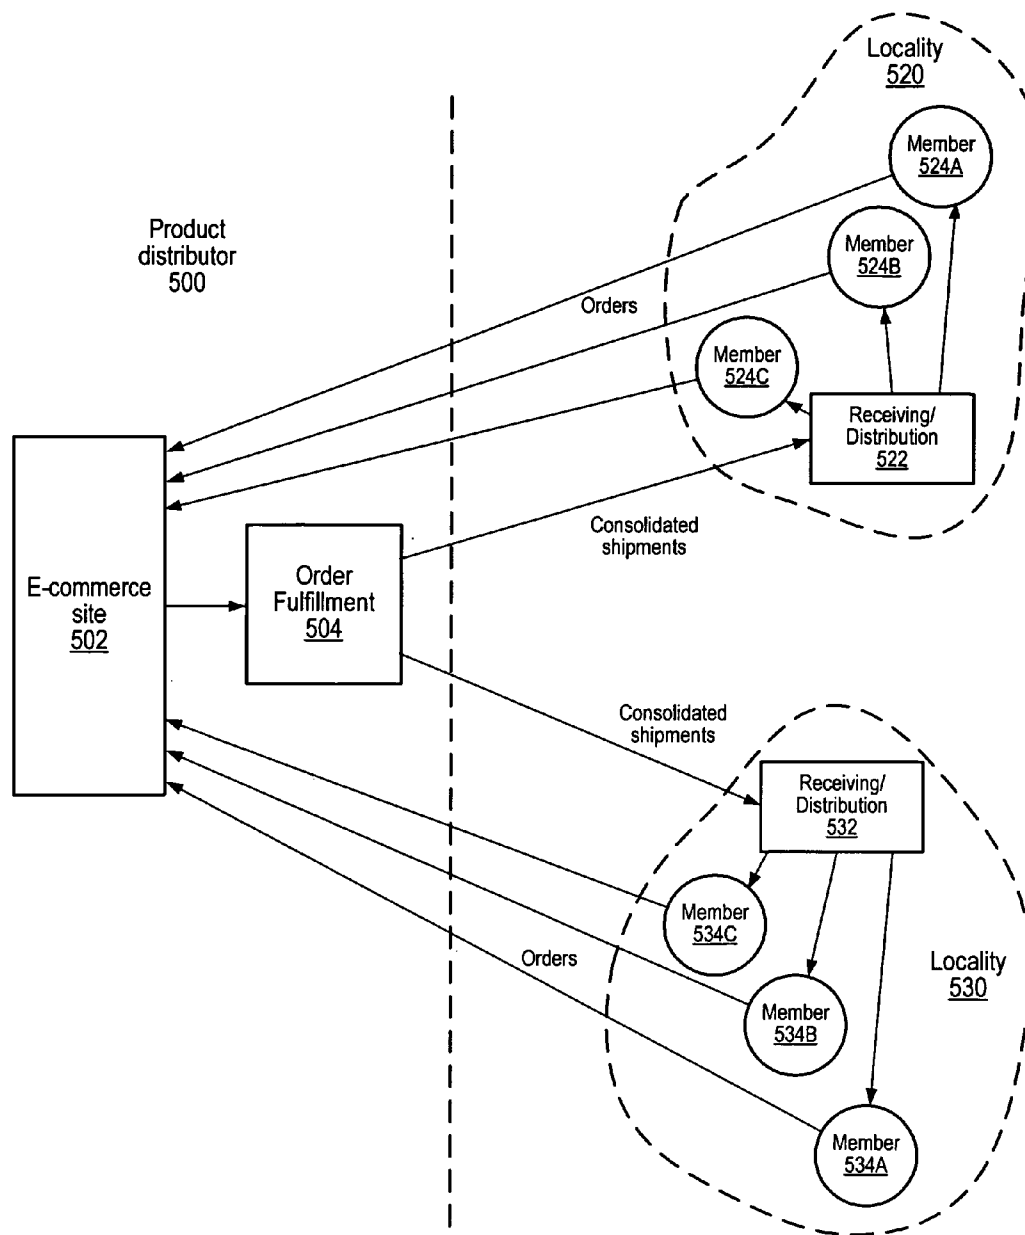 Locality
520
Member
524A
Product
distributor
500
Member
524B
Orders
Member
524C
Receiving/
Distribution
522
Consolidated
shipments
E-commerce
site
502
Order
Fulfillment
504
Consolidated
shipments
Receiving/
Distribution
532
Member
534C
Orders
Locality
530
Member
534B
Member
534A